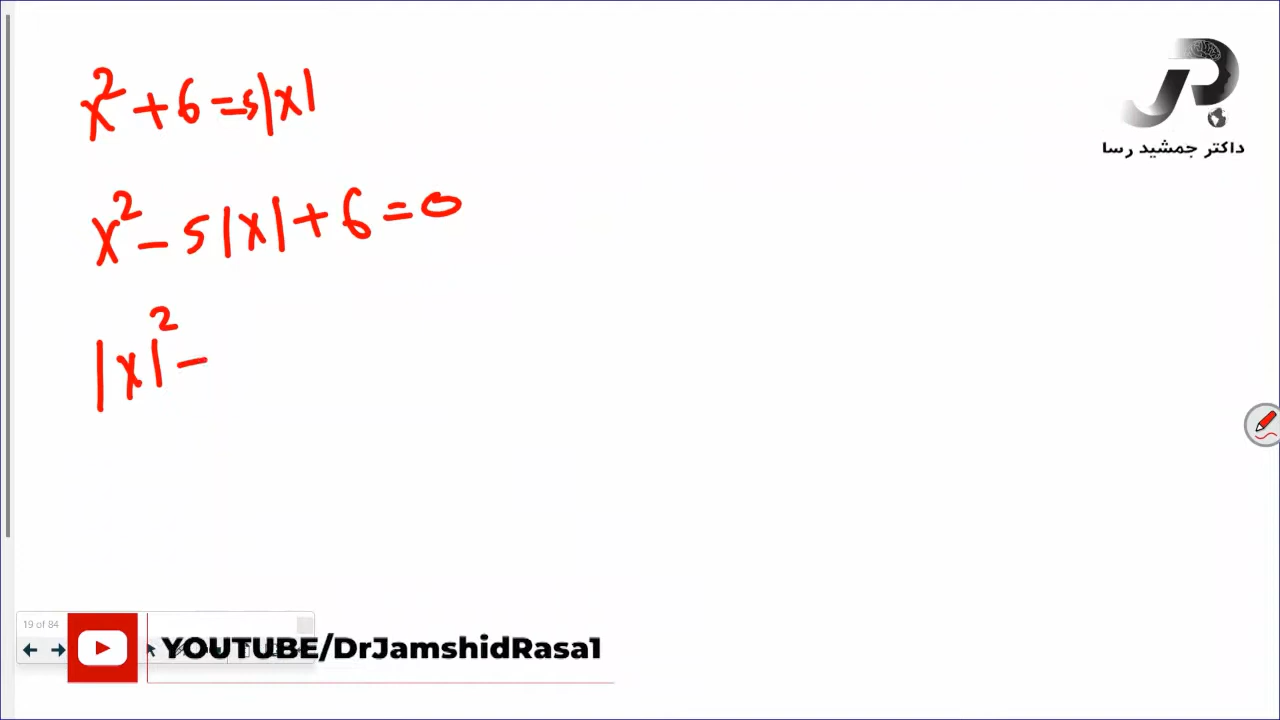 x² + 6 = 5|x|
داکتر جمشید رسا
x² - 5|x| + 6 = 0
|x|² -
19 of 84
YOUTUBE/DrJamshidRasa1